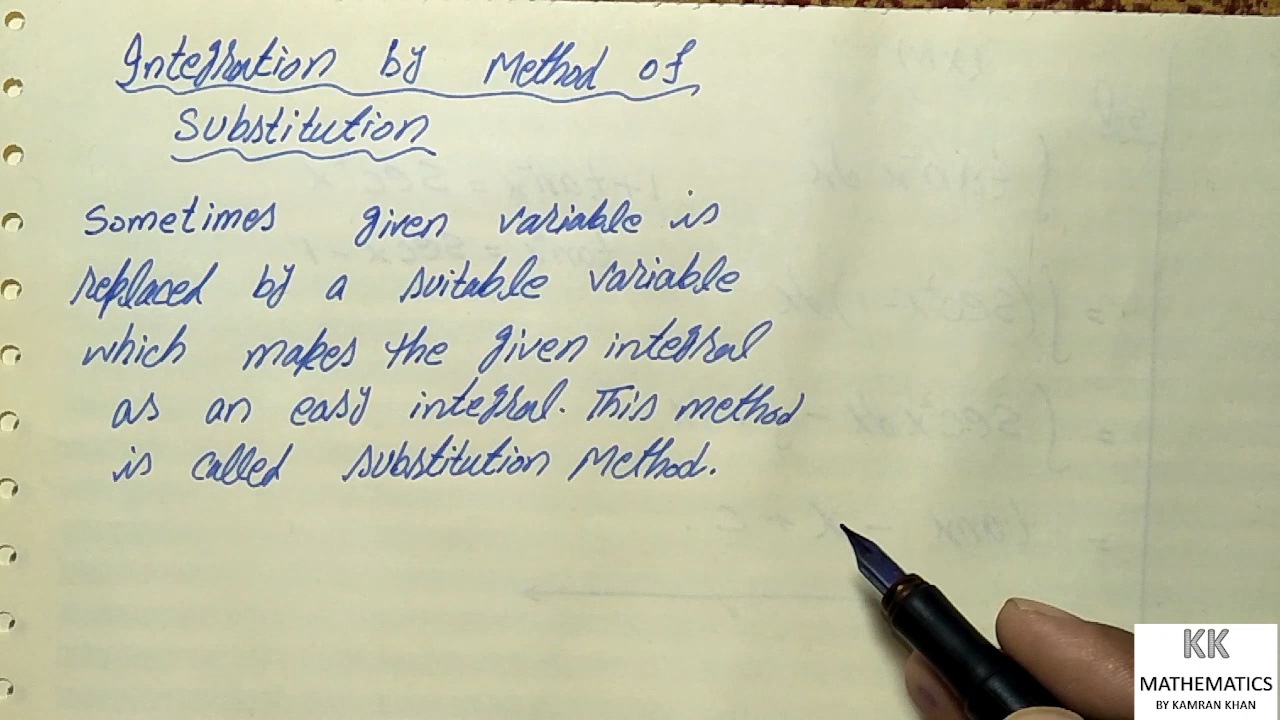 Integration by Method of
Substitution
Sometimes given variable is
replaced by a suitable variable
which makes the given integral
as an easy integral. This method
is called substitution Method.
KK
MATHEMATICS
BY KAMRAN KHAN